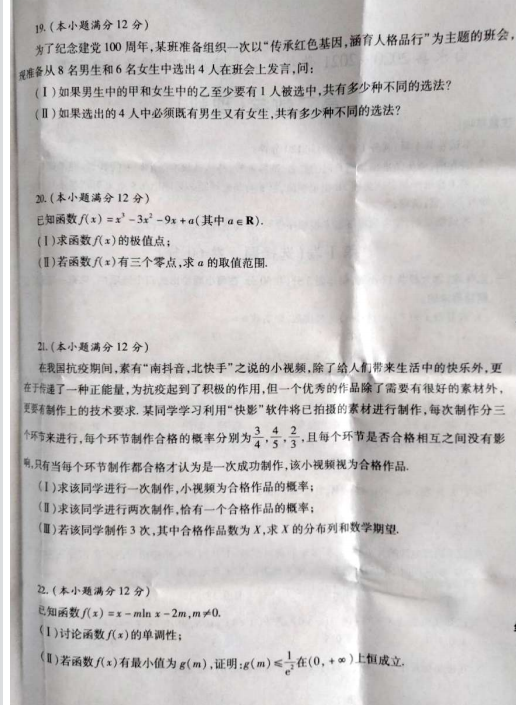 19. (本小题满分 12 分)
为了纪念建党 100 周年,某班准备组织一次以“传承红色基因,涵育人格品行”为主题的班会,
现准备从 8 名男生和 6 名女生中选出 4 人在班会上发言,问:
(Ⅰ)如果男生中的甲和女生中的乙至少要有 1 人被选中,共有多少种不同的选法?
(Ⅱ)如果选出的 4 人中必须既有男生又有女生,共有多少种不同的选法?
20. (本小题满分 12 分)
已知函数 f(x) = x³ - 3x² - 9x + a(其中 a∈R).
(Ⅰ)求函数 f(x) 的极值点;
(Ⅱ)若函数 f(x) 有三个零点,求 a 的取值范围.
21. (本小题满分 12 分)
在我国抗疫期间,素有“南抖音,北快手”之说的小视频,除了给人们带来生活中的快乐外,更
在于传递了一种正能量,为抗疫起到了积极的作用,但一个优秀的作品除了需要有很好的素材外,
更要有制作上的技术要求. 某同学学习利用“快影”软件将已拍摄的素材进行制作,每次制作分三
个环节来进行,每个环节制作合格的概率分别为 3/4, 4/5, 2/3,且每个环节是否合格相互之间没有影
响,只有当每个环节制作都合格才认为是一次成功制作,该小视频视为合格作品.
(Ⅰ)求该同学进行一次制作,小视频为合格作品的概率;
(Ⅱ)求该同学进行两次制作,恰有一个合格作品的概率;
(Ⅲ)若该同学制作 3 次,其中合格作品数为 X,求 X 的分布列和数学期望.
22. (本小题满分 12 分)
已知函数 f(x) = x - mln x - 2m, m≠0.
(Ⅰ)讨论函数 f(x) 的单调性;
(Ⅱ)若函数 f(x) 有最小值为 g(m),证明:g(m) ≤ 1/e² 在(0, +∞)上恒成立.